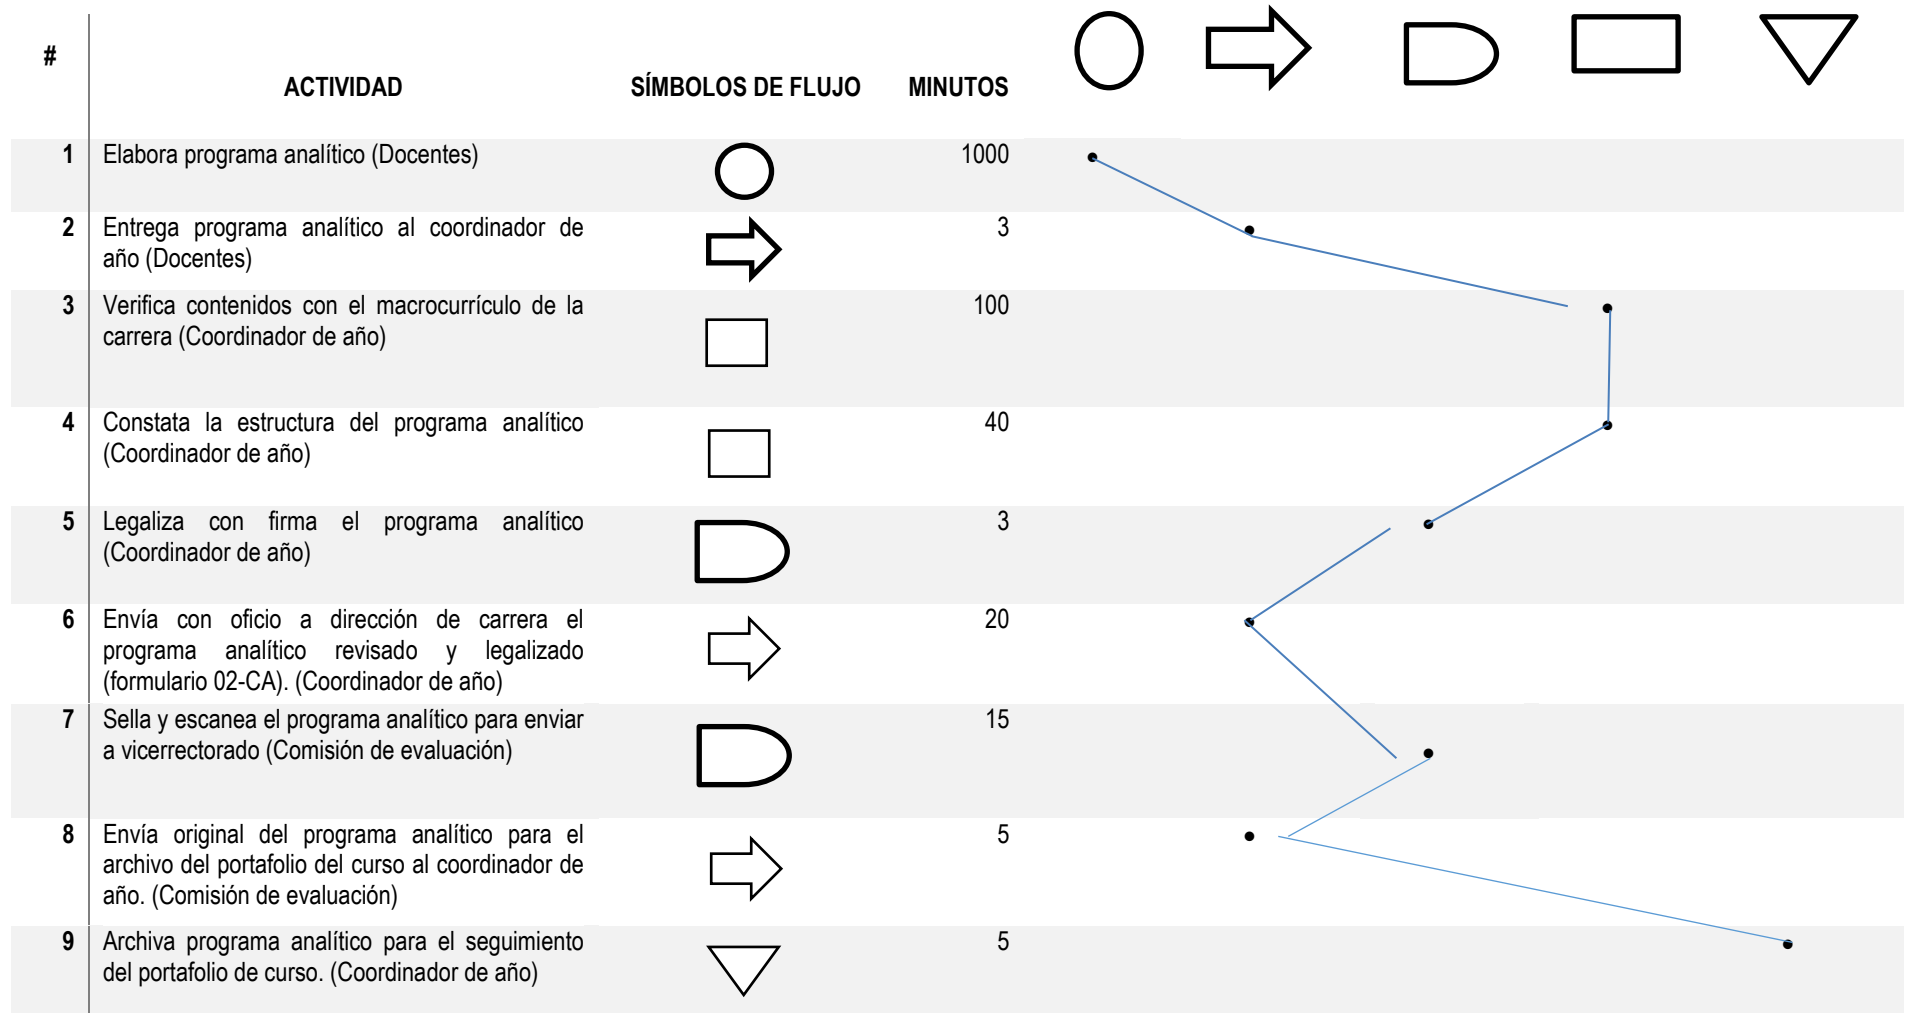 #
ACTIVIDAD SÍMBOLOS DE FLUJO MINUTOS
1 Elabora programa analítico (Docentes) 1000
2 Entrega programa analítico al coordinador de 3
año (Docentes)
3 Verifica contenidos con el macrocurrículo de la 100
carrera (Coordinador de año)
4 Constata la estructura del programa analítico 40
(Coordinador de año)
5 Legaliza con firma el programa analítico 3
(Coordinador de año)
6 Envía con oficio a dirección de carrera el 20
programa analítico revisado y legalizado
(formulario 02-CA). (Coordinador de año)
7 Sella y escanea el programa analítico para enviar 15
a vicerrectorado (Comisión de evaluación)
8 Envía original del programa analítico para el 5
archivo del portafolio del curso al coordinador de
año. (Comisión de evaluación)
9 Archiva programa analítico para el seguimiento 5
del portafolio de curso. (Coordinador de año)